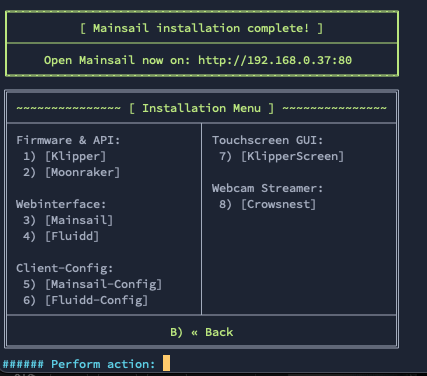 [ Mainsail installation complete! ]
Open Mainsail now on: http://192.168.0.37:80
~~~~~~~~~~~~~~~ [ Installation Menu ] ~~~~~~~~~~~~~~~
Firmware & API:
1) [Klipper]
2) [Moonraker]
Webinterface:
3) [Mainsail]
4) [Fluidd]
Client-Config:
5) [Mainsail-Config]
6) [Fluidd-Config]
Touchscreen GUI:
7) [KlipperScreen]
Webcam Streamer:
8) [Crowsnest]
B) « Back
###### Perform action: